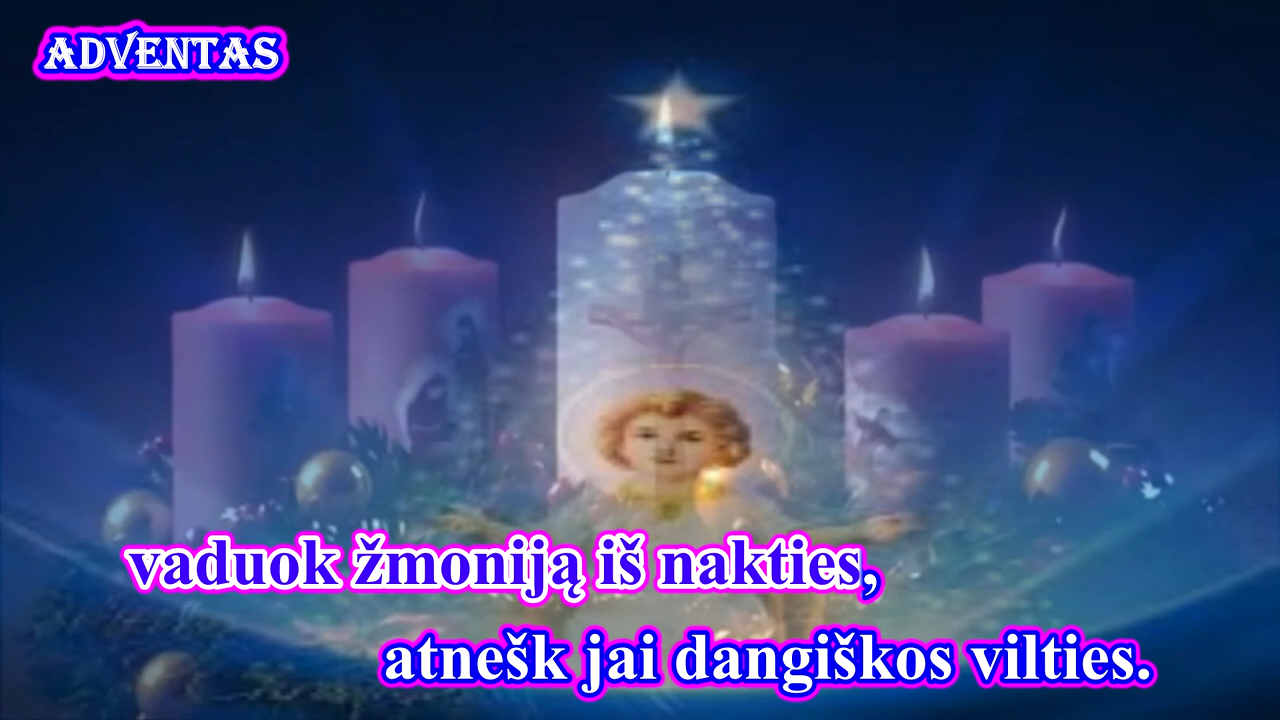 ADVENTAS
vaduok žmoniją iš nakties,
atnešk jai dangiškos vilties.